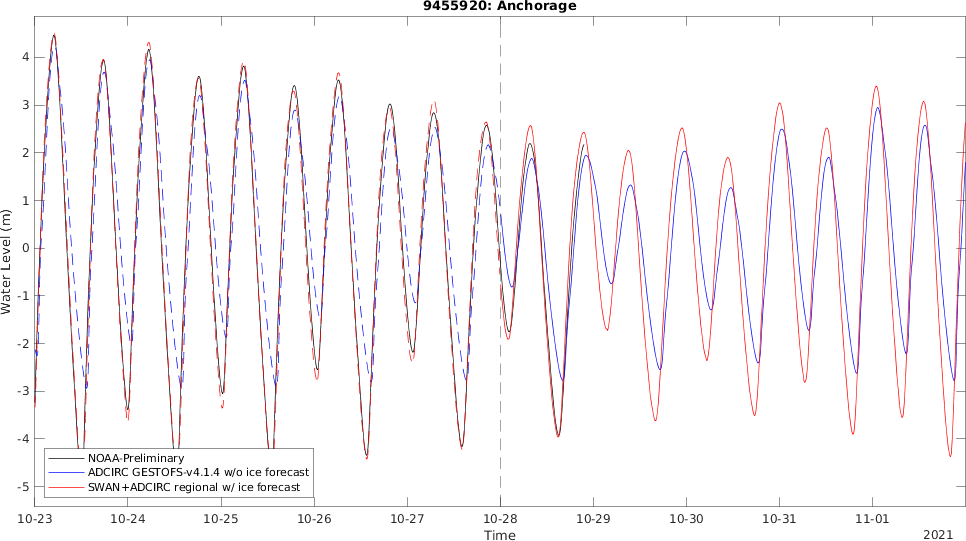 9455920: Anchorage
Water Level (m)
4
3
2
1
0
-1
-2
-3
-4
-5
NOAA-Preliminary
ADCIRC GESTOFS-v4.1.4 w/o ice forecast
SWAN+ADCIRC regional w/ ice forecast
10-23 10-24 10-25 10-26 10-27 10-28 10-29 10-30 10-31 11-01
Time
2021